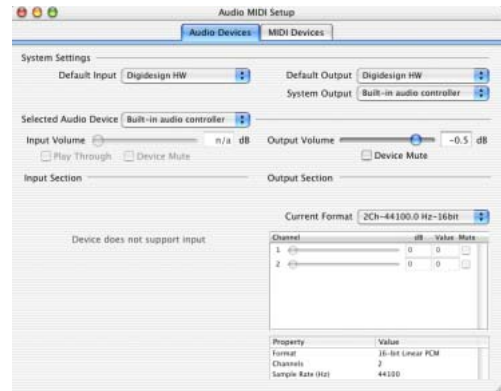 Audio MIDI Setup
Audio Devices MIDI Devices
System Settings
Default Input Digidesign HW Default Output Digidesign HW
System Output Built-in audio controller
Selected Audio Device Built-in audio controller
Input Volume n/a dB Output Volume -0.5 dB
Play Through Device Mute Device Mute
Input Section Output Section
Current Format 2Ch-44100.0 Hz-16bit
Device does not support input
Channel dB Value Mute
1 0 0
2 0 0
Property Value
Format 16-bit Linear PCM
Channels 2
Sample Rate (Hz) 44100